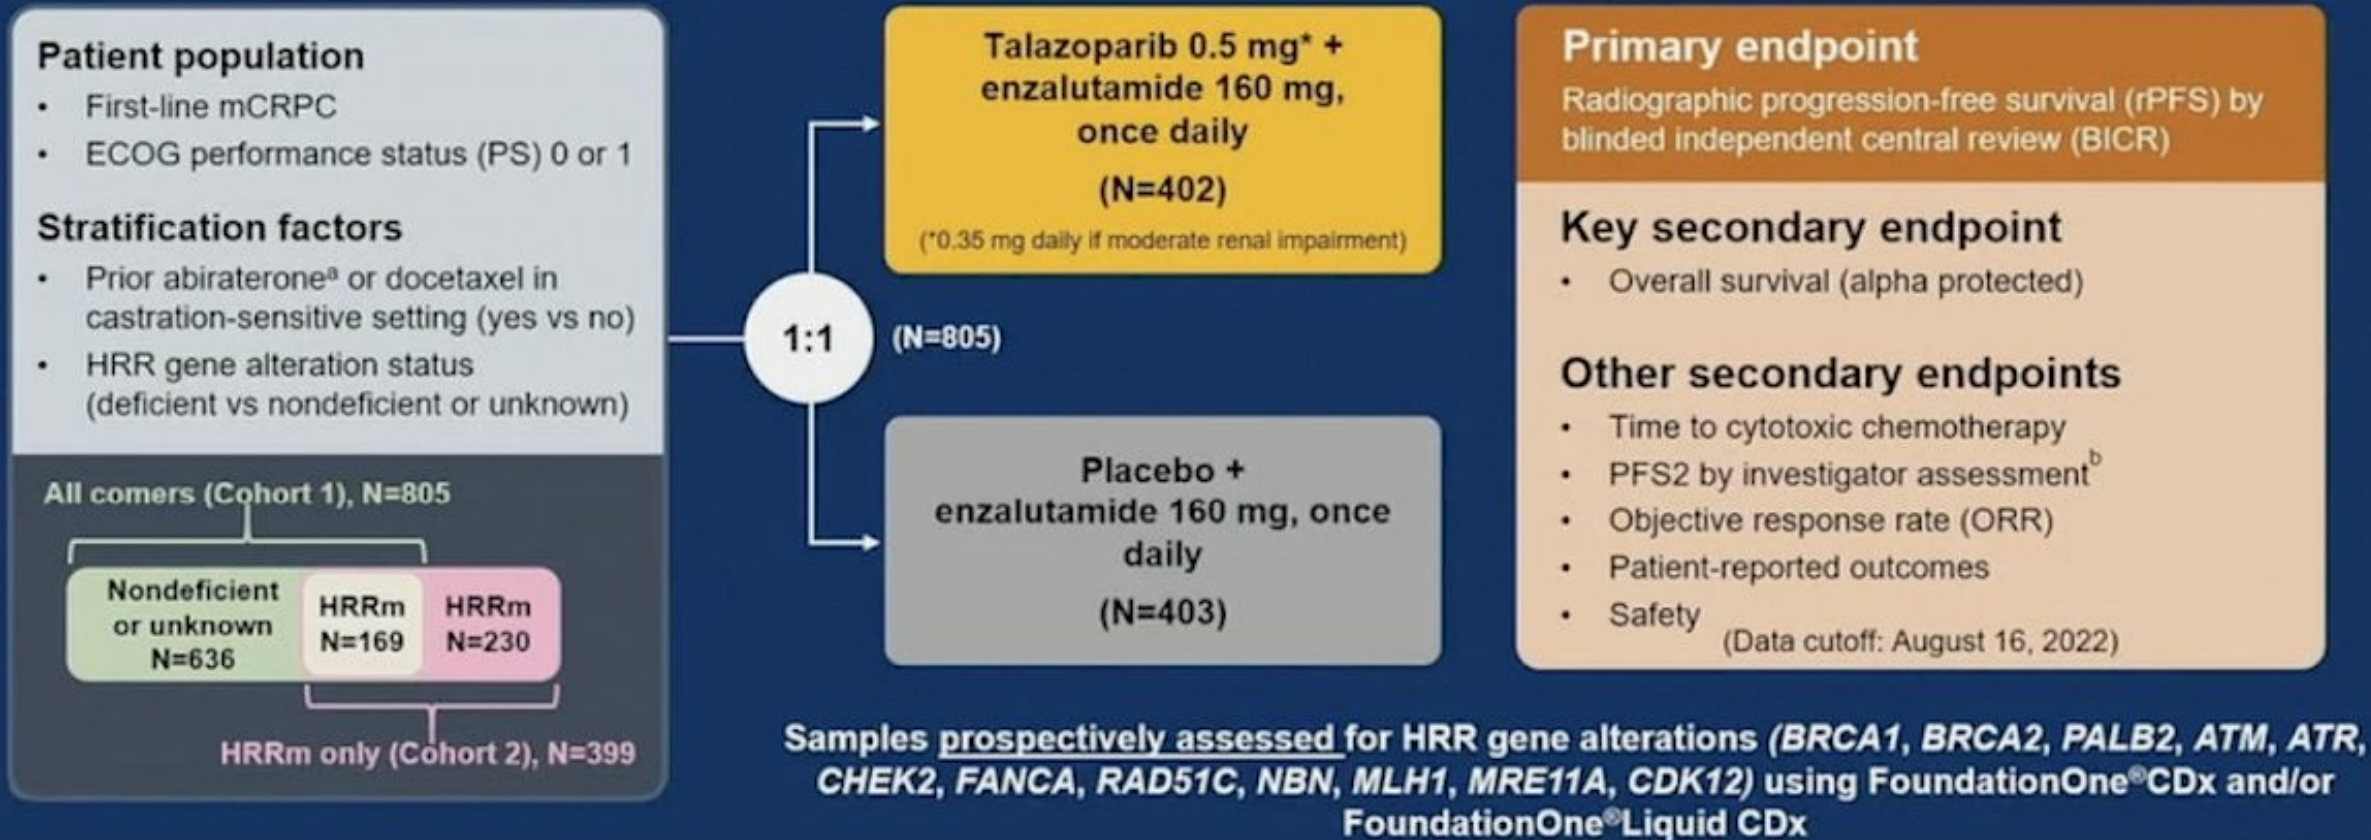 Patient population
• First-line mCRPC
• ECOG performance status (PS) 0 or 1
Stratification factors
• Prior abirateroneᵃ or docetaxel in
castration-sensitive setting (yes vs no)
• HRR gene alteration status
(deficient vs nondeficient or unknown)
All comers (Cohort 1), N=805
Nondeficient
or unknown
N=636
HRRm
N=169
HRRm
N=230
HRRm only (Cohort 2), N=399
1:1
(N=805)
Talazoparib 0.5 mg* +
enzalutamide 160 mg,
once daily
(N=402)
(*0.35 mg daily if moderate renal impairment)
Placebo +
enzalutamide 160 mg, once
daily
(N=403)
Primary endpoint
Radiographic progression-free survival (rPFS) by
blinded independent central review (BICR)
Key secondary endpoint
• Overall survival (alpha protected)
Other secondary endpoints
• Time to cytotoxic chemotherapy
• PFS2 by investigator assessmentᵇ
• Objective response rate (ORR)
• Patient-reported outcomes
• Safety
(Data cutoff: August 16, 2022)
Samples prospectively assessed for HRR gene alterations (BRCA1, BRCA2, PALB2, ATM, ATR,
CHEK2, FANCA, RAD51C, NBN, MLH1, MRE11A, CDK12) using FoundationOne®CDx and/or
FoundationOne®Liquid CDx